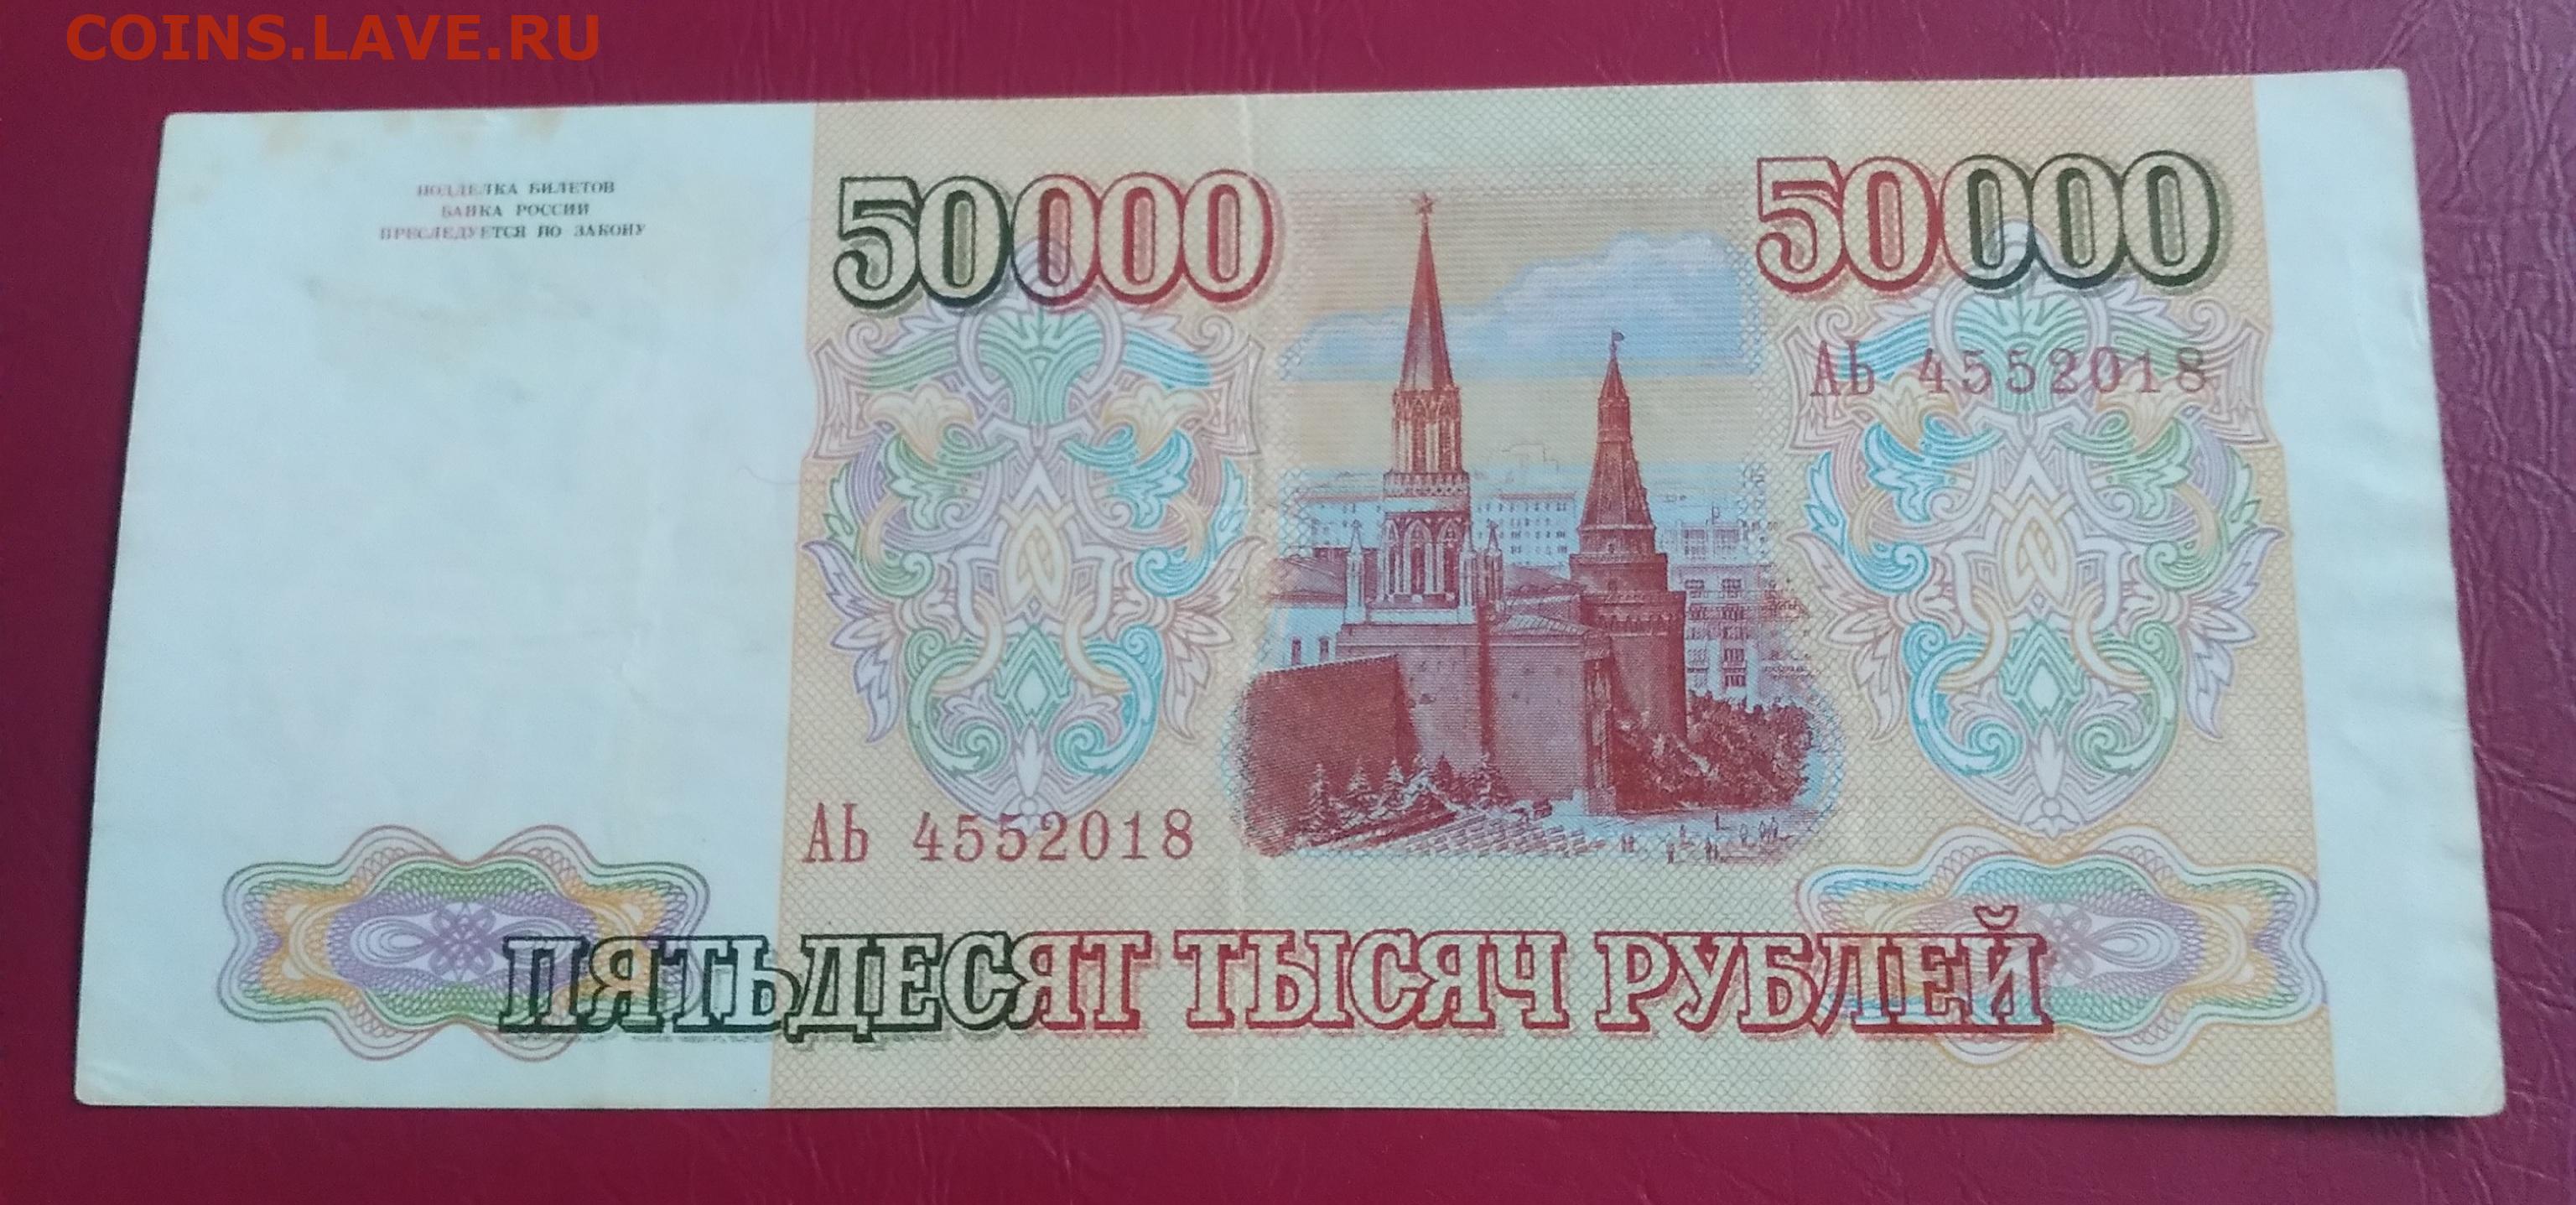 COINS.LAVE.RU
ПОДДЕЛКА БИЛЕТОВ
БАНКА РОССИИ
ПРЕСЛЕДУЕТСЯ ПО ЗАКОНУ
50000
50000
АЬ 4552018
АЬ 4552018
ПЯТЬДЕСЯТ ТЫСЯЧ РУБЛЕЙ